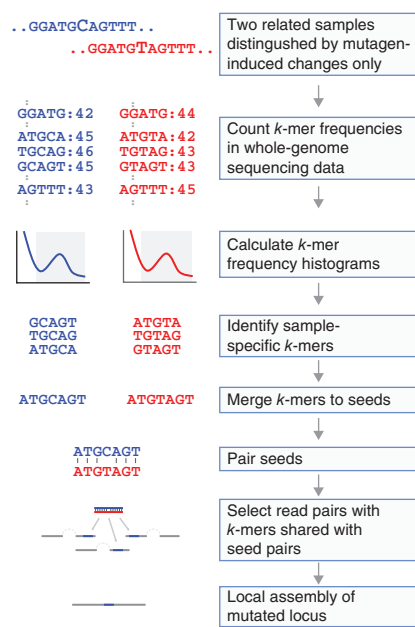 ..GGATGCAGTTT..
..GGATGTAGTTT..
Two related samples
distingushed by mutagen-
induced changes only
GGATG:42 GGATG:44
ATGCA:45 ATGTA:42
TGCAG:46 TGTAG:43
GCAGT:45 GTAGT:43
AGTTT:43 AGTTT:45
Count k-mer frequencies
in whole-genome
sequencing data
Calculate k-mer
frequency histograms
GCAGT ATGTA
TGCAG TGTAG
ATGCA GTAGT
Identify sample-
specific k-mers
ATGCAGT ATGTAGT
Merge k-mers to seeds
ATGCAGT
ATGTAGT
Pair seeds
Select read pairs with
k-mers shared with
seed pairs
Local assembly of
mutated locus